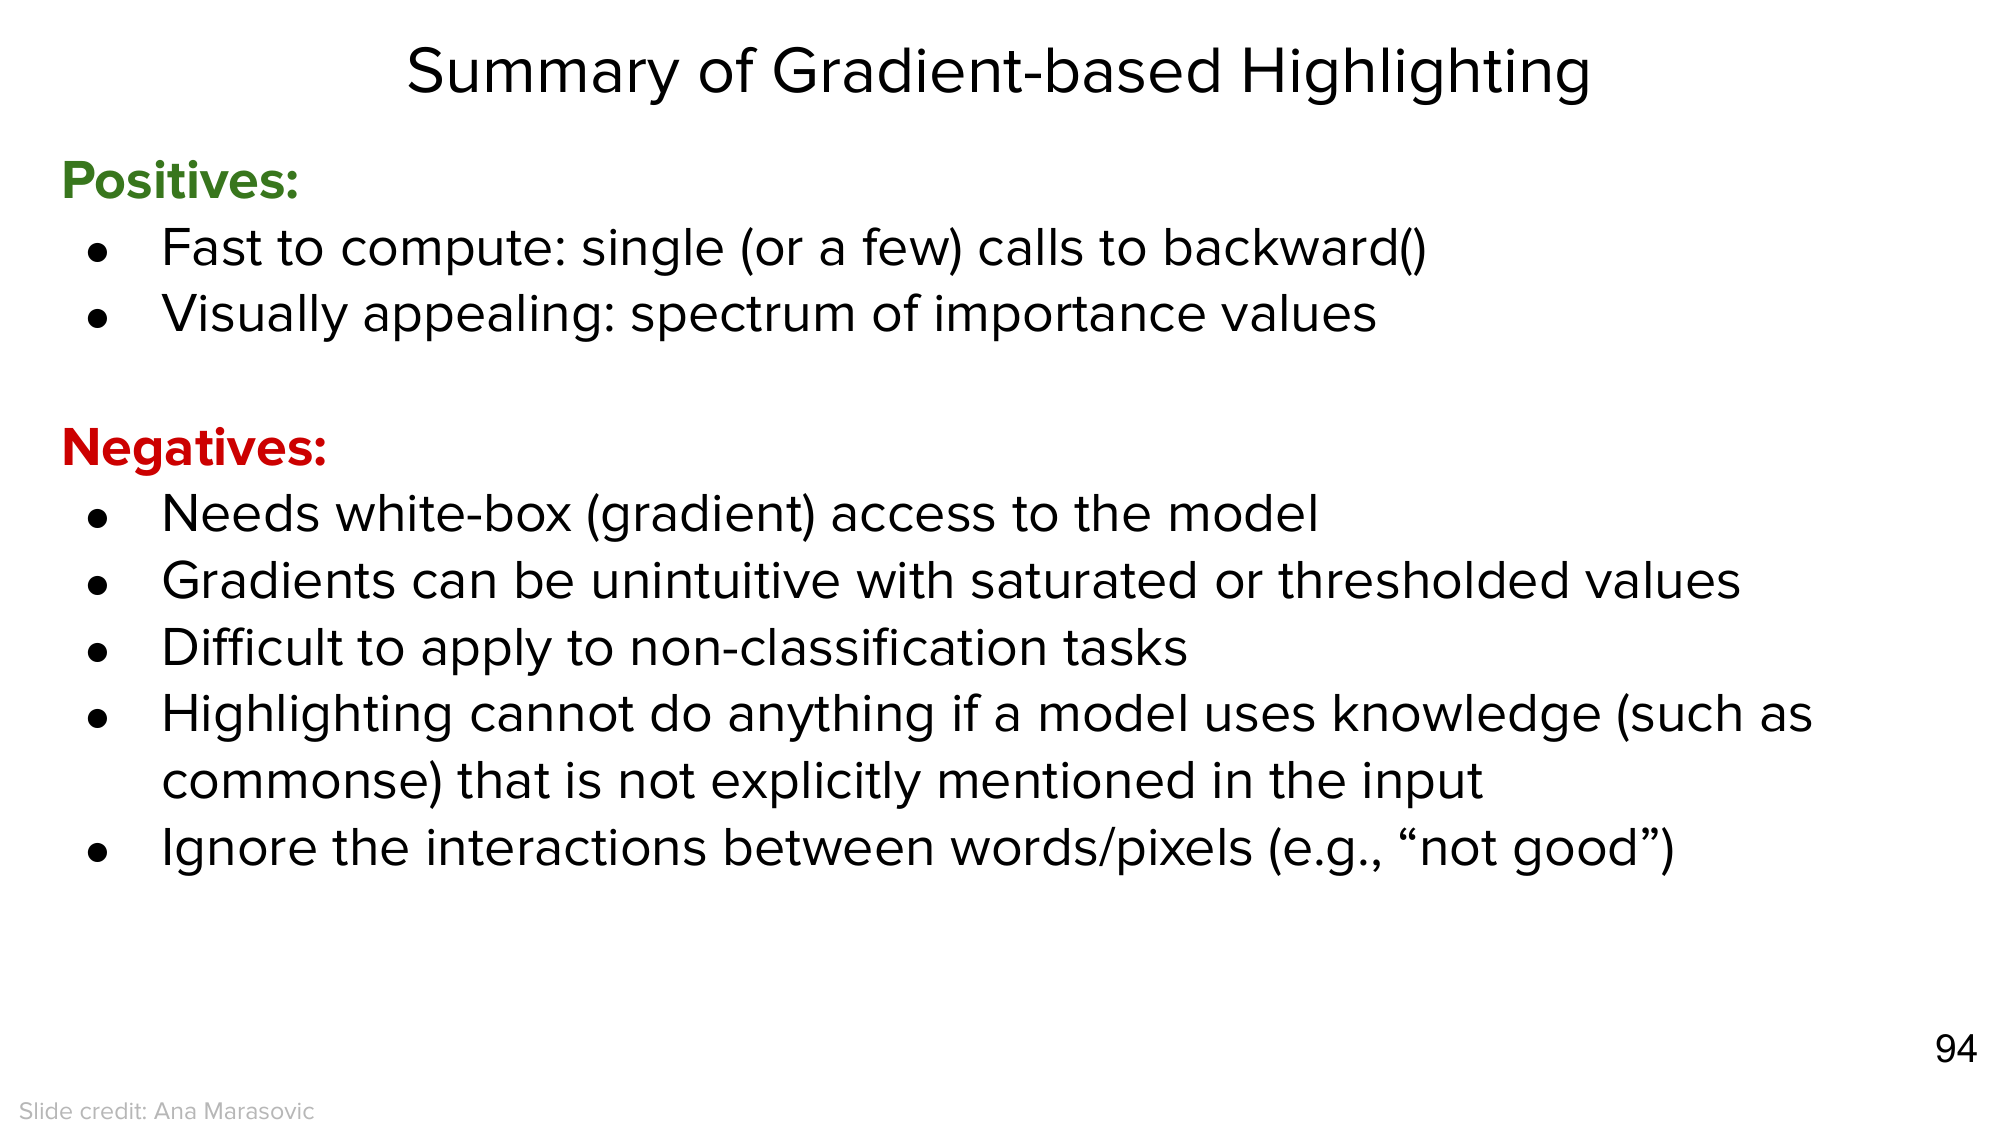 Summary of Gradient-based Highlighting
Positives:
● Fast to compute: single (or a few) calls to backward()
● Visually appealing: spectrum of importance values
Negatives:
● Needs white-box (gradient) access to the model
● Gradients can be unintuitive with saturated or thresholded values
● Difficult to apply to non-classification tasks
● Highlighting cannot do anything if a model uses knowledge (such as
commonse) that is not explicitly mentioned in the input
● Ignore the interactions between words/pixels (e.g., “not good”)
94
Slide credit: Ana Marasovic